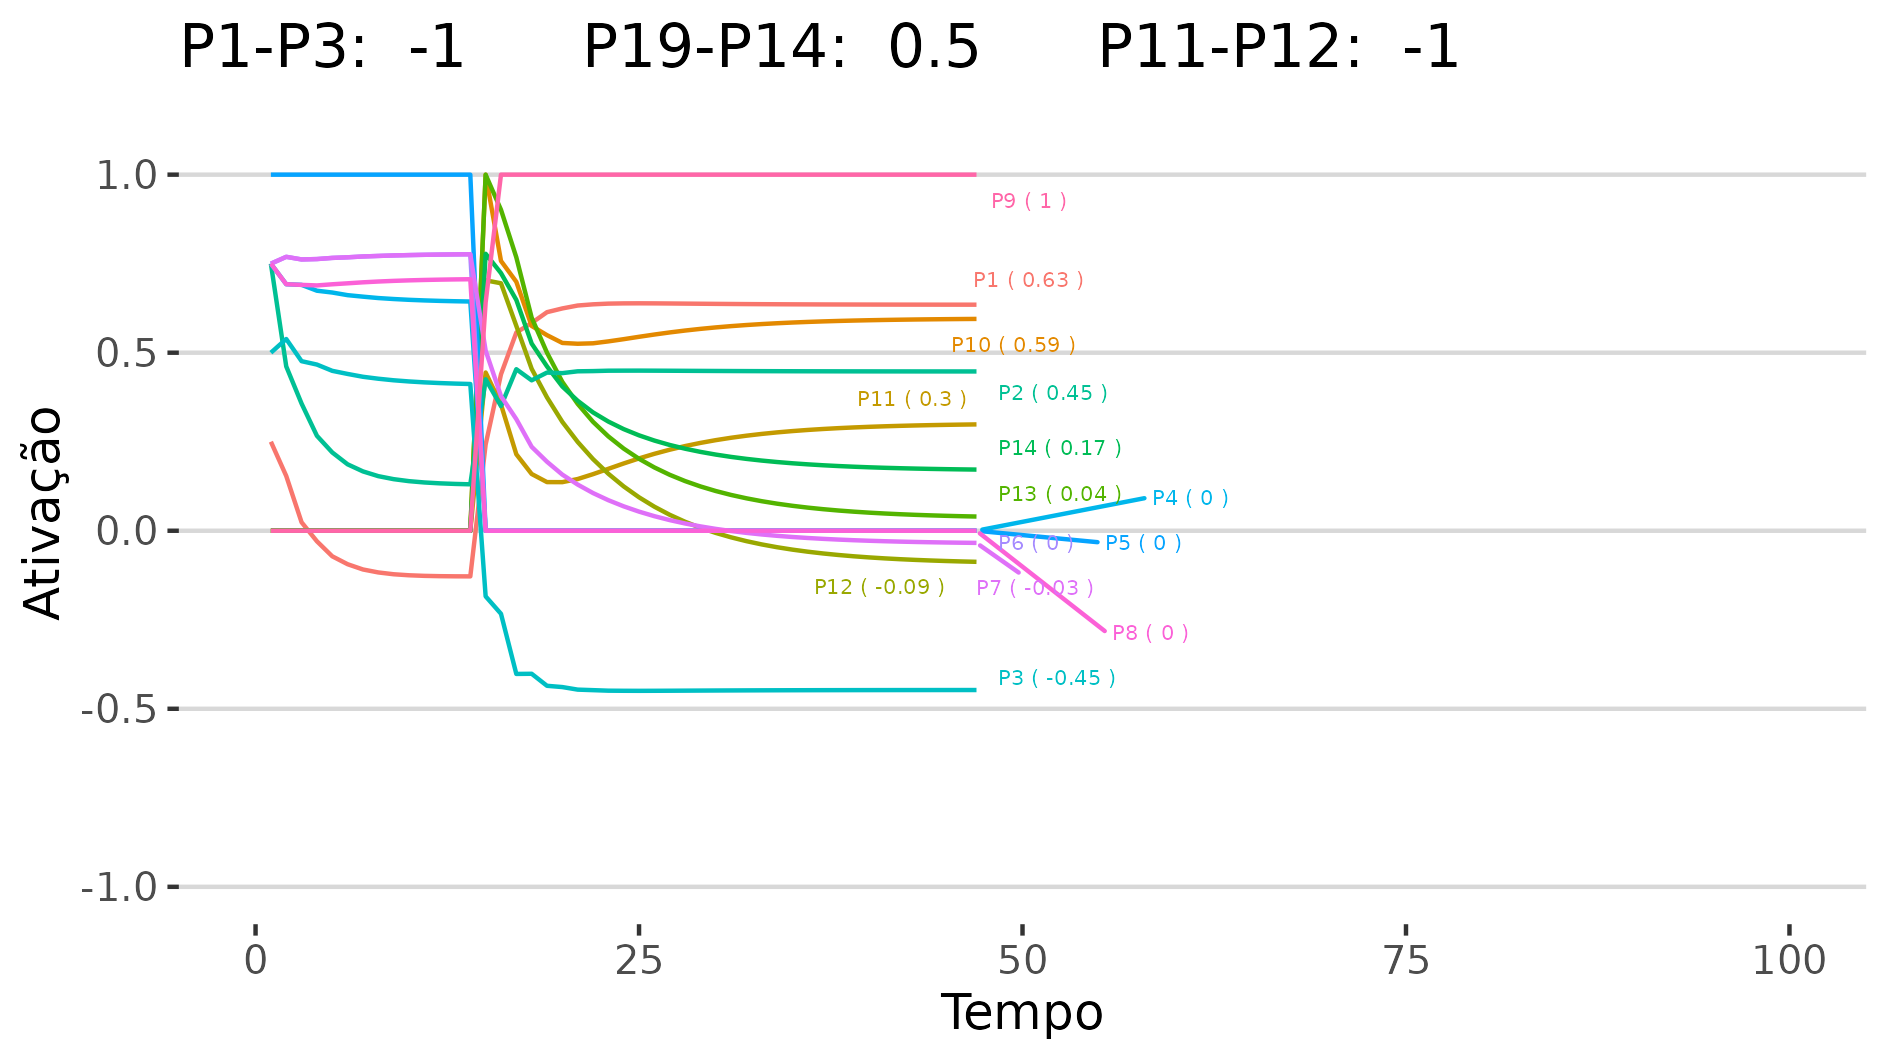 P1-P3: -1 P19-P14: 0.5 P11-P12: -1
1.0
P9 ( 1 )
P1 ( 0.63 )
0.5
P10 ( 0.59 )
P2 ( 0.45 )
P11 ( 0.3 )
P14 ( 0.17 )
P13 ( 0.04 )
P4 ( 0 )
0.0
P6 ( 0 )
P5 ( 0 )
P12 ( -0.09 )
P7 ( -0.03 )
P8 ( 0 )
P3 ( -0.45 )
-0.5
-1.0
Ativação
0 25 50 75 100
Tempo